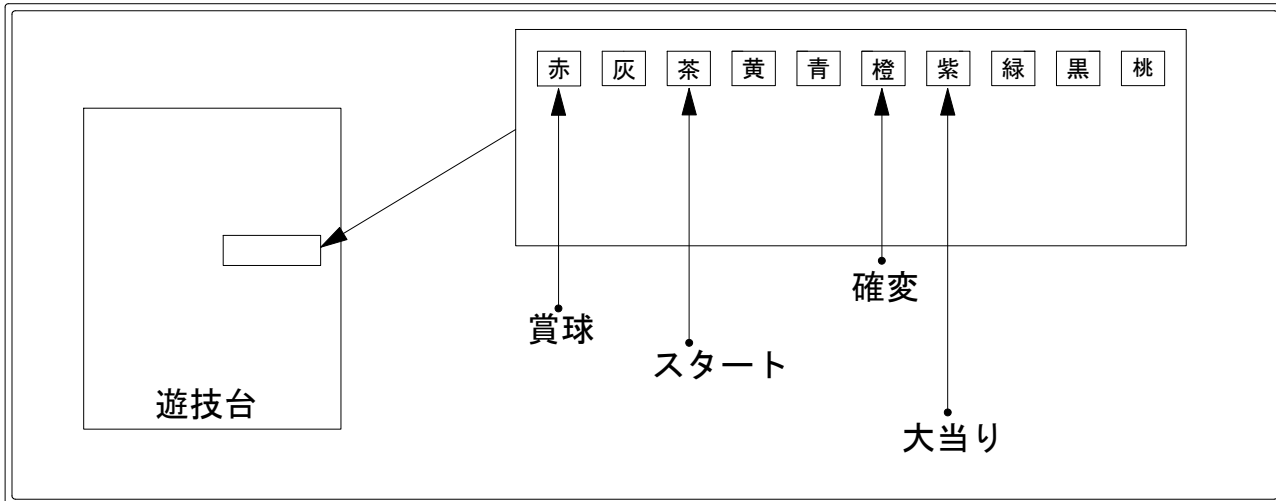 赤 灰 茶 黄 青 橙 紫 緑 黒 桃
確変
賞球
スタート
遊技台
大当り